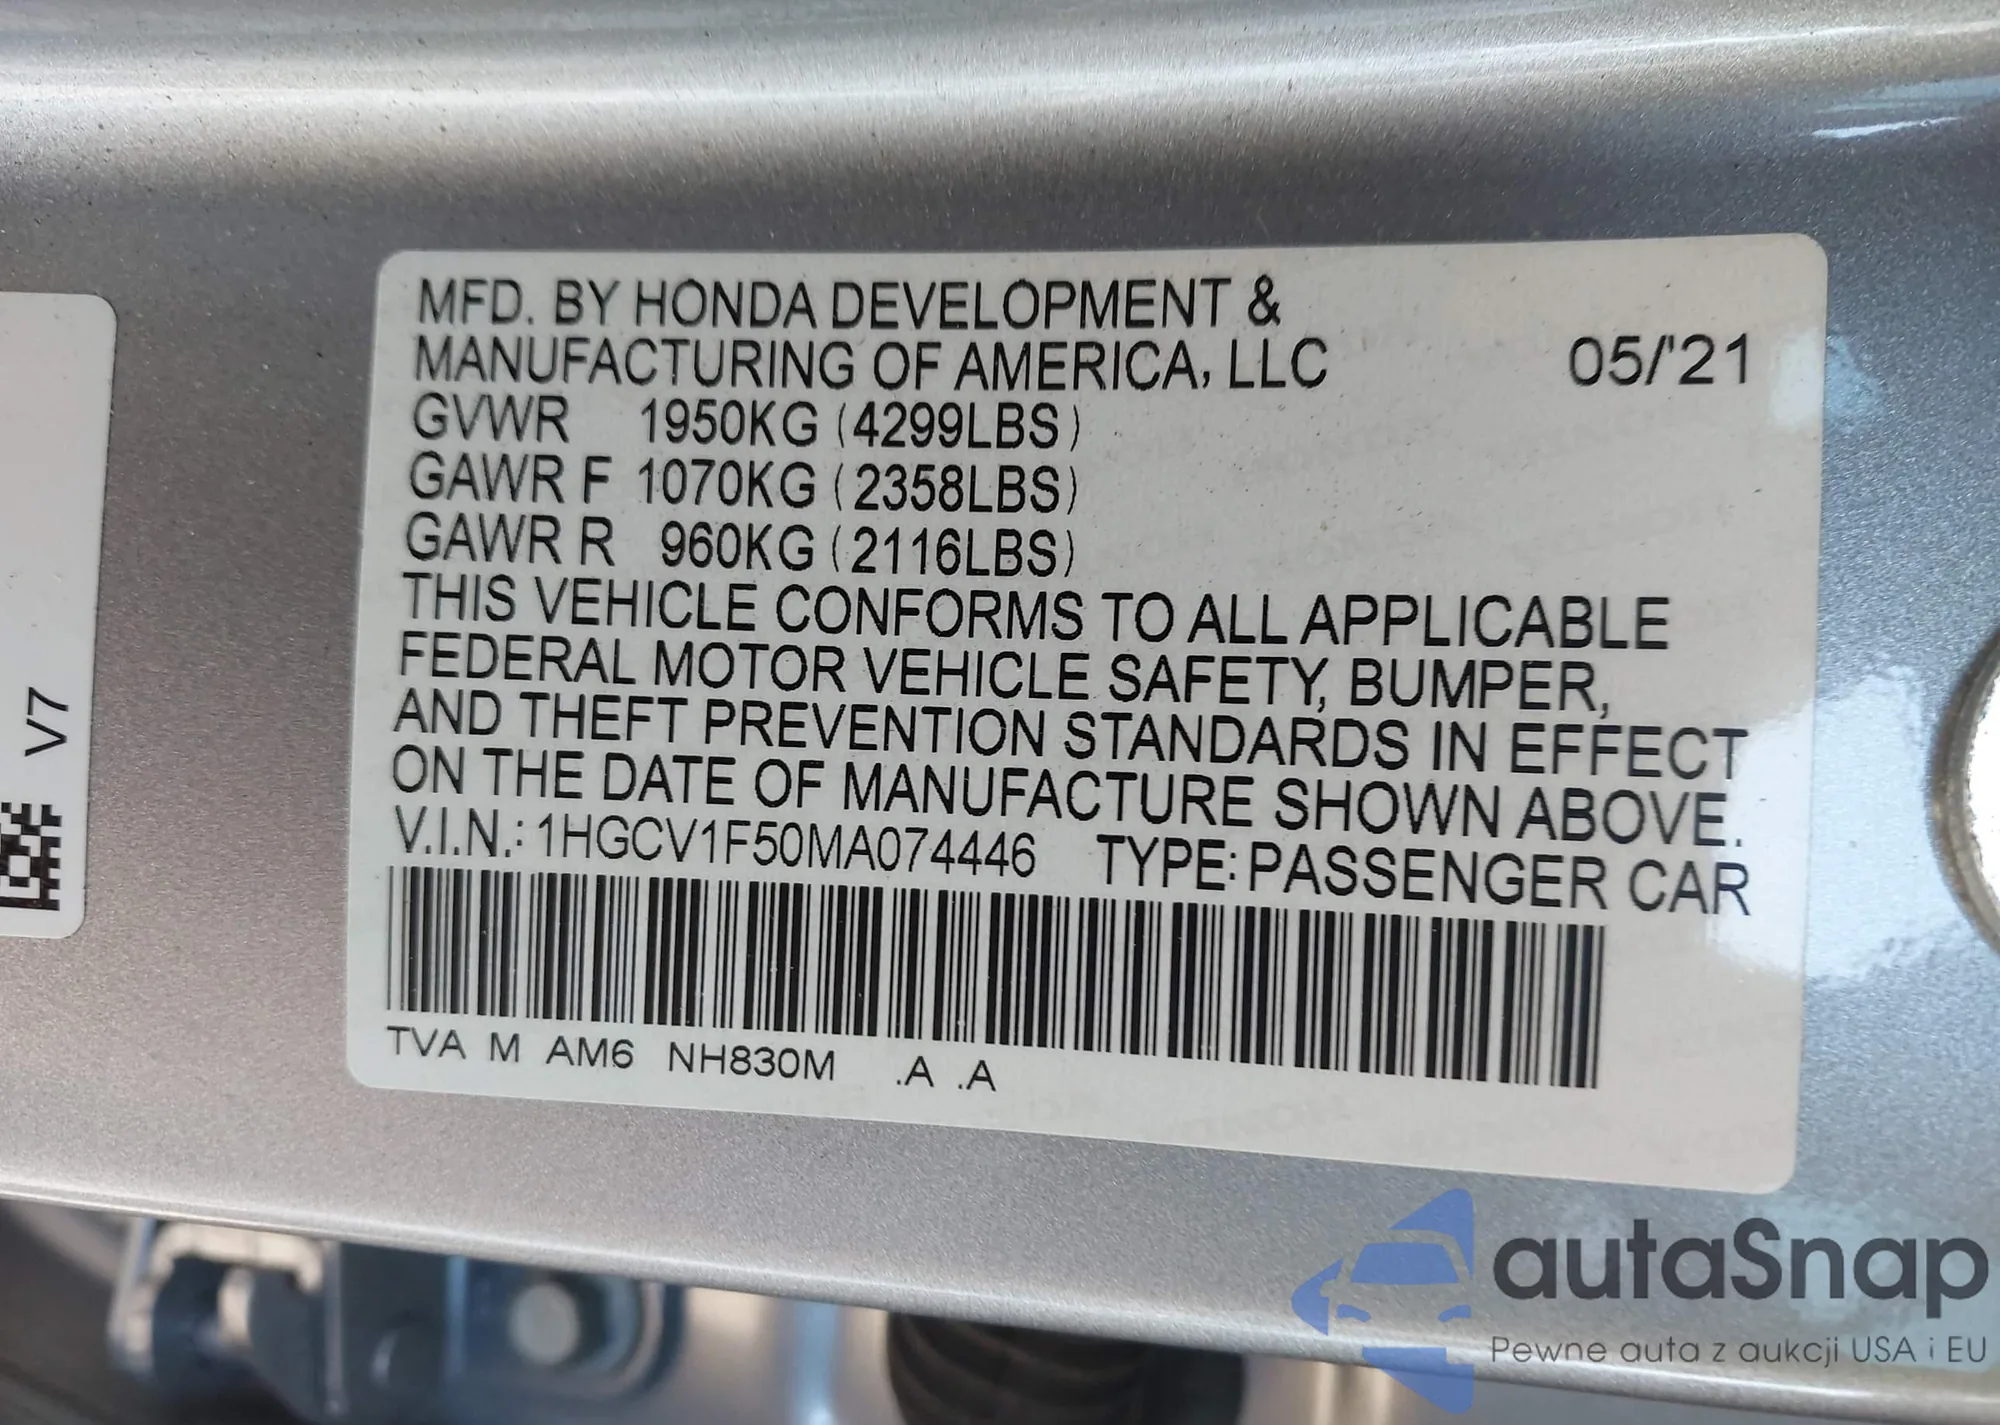 MFD. BY HONDA DEVELOPMENT &
MANUFACTURING OF AMERICA, LLC 05/'21
GVWR 1950KG (4299LBS)
GAWR F 1070KG (2358LBS)
GAWR R 960KG (2116LBS)
THIS VEHICLE CONFORMS TO ALL APPLICABLE
FEDERAL MOTOR VEHICLE SAFETY, BUMPER,
AND THEFT PREVENTION STANDARDS IN EFFECT
ON THE DATE OF MANUFACTURE SHOWN ABOVE.
V.I.N.: 1HGCV1F50MA074446 TYPE: PASSENGER CAR
TVA M AM6 NH830M .A .A
V7
autaSnap
Pewne auta z aukcji USA i EU